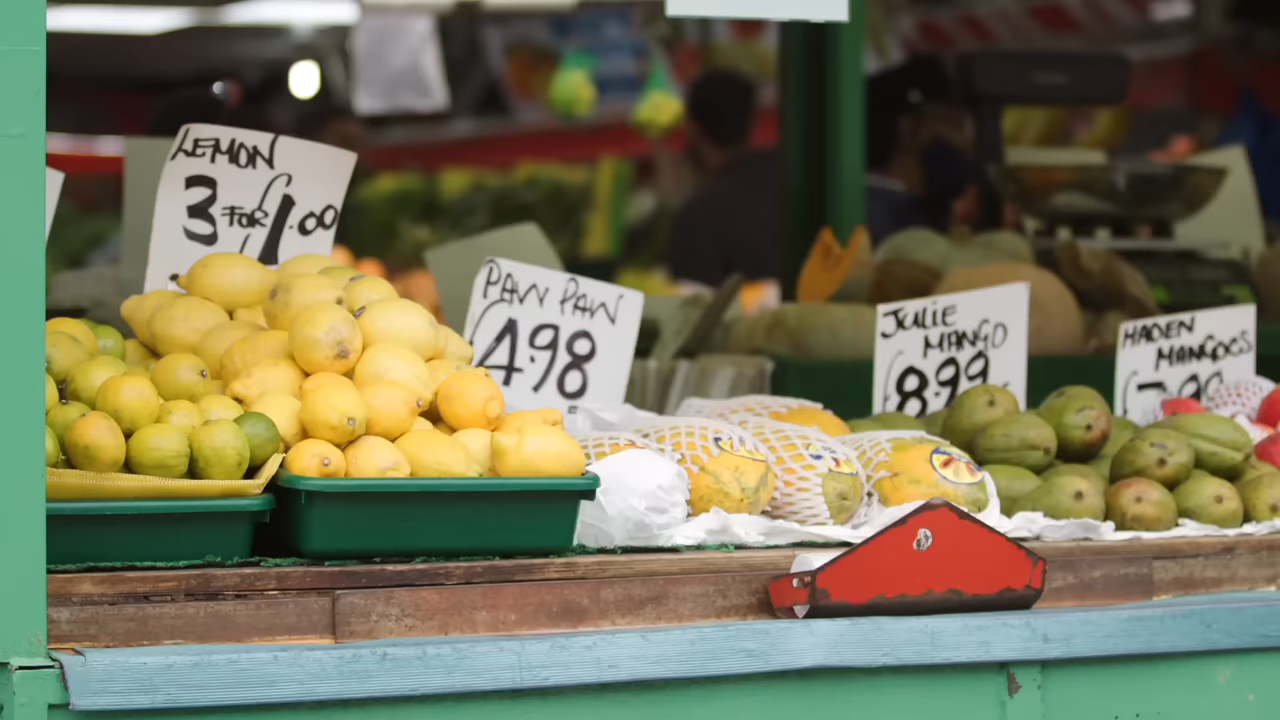 LEMON
3 FOR £1.00
PAW PAW
£4.98
JULIE
MANGO
£8.99
HADEN
MANGOES